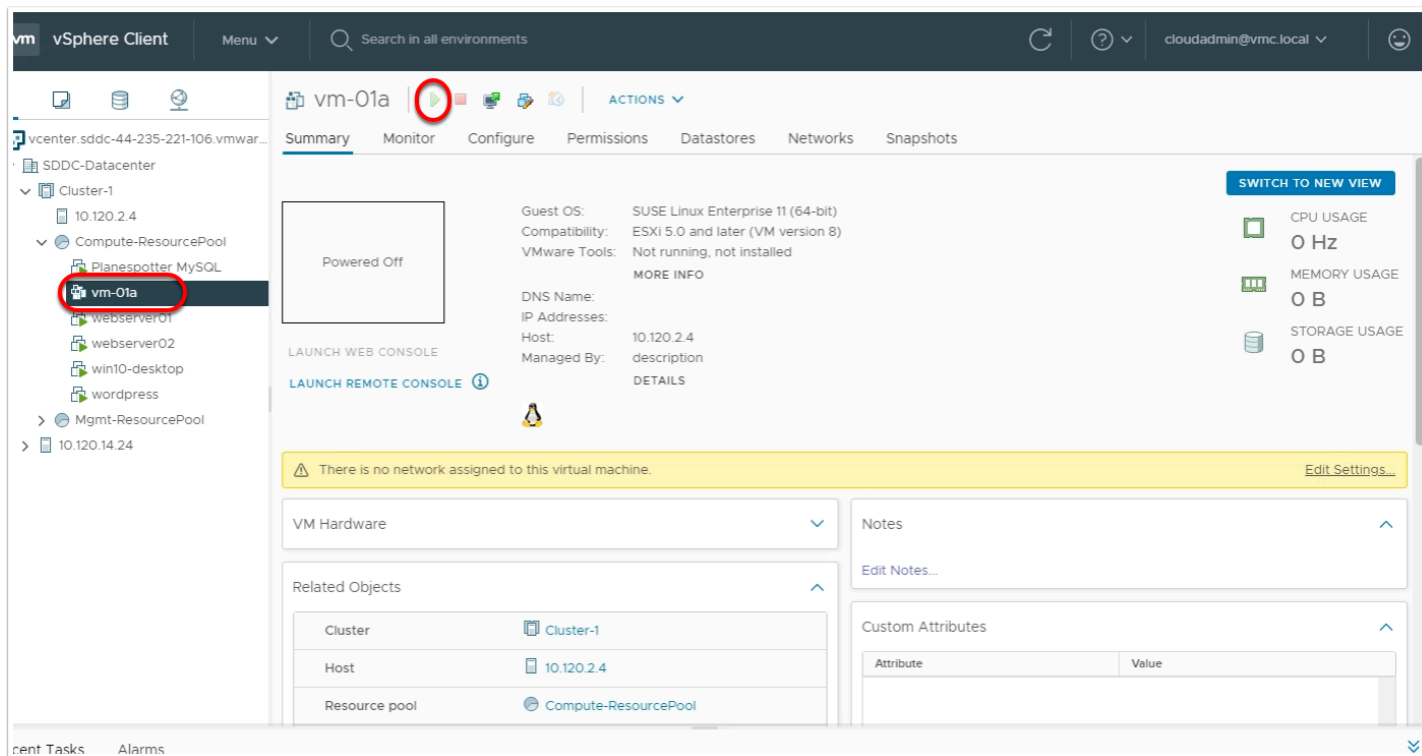 vm vSphere Client Menu Search in all environments cloudadmin@vmc.local
vm-01a ACTIONS
Summary Monitor Configure Permissions Datastores Networks Snapshots
vcenter.sddc-44-235-221-106.vmwar...
SDDC-Datacenter
Cluster-1
10.120.2.4
Compute-ResourcePool
Planespotter MySQL
vm-01a
webserver01
webserver02
win10-desktop
wordpress
Mgmt-ResourcePool
10.120.14.24
SWITCH TO NEW VIEW
Powered Off
LAUNCH WEB CONSOLE
LAUNCH REMOTE CONSOLE
Guest OS: SUSE Linux Enterprise 11 (64-bit)
Compatibility: ESXi 5.0 and later (VM version 8)
VMware Tools: Not running, not installed
MORE INFO
DNS Name:
IP Addresses:
Host: 10.120.2.4
Managed By: description
DETAILS
CPU USAGE
0 Hz
MEMORY USAGE
0 B
STORAGE USAGE
0 B
There is no network assigned to this virtual machine. Edit Settings...
VM Hardware
Related Objects
Cluster Cluster-1
Host 10.120.2.4
Resource pool Compute-ResourcePool
Notes
Edit Notes...
Custom Attributes
Attribute Value
cent Tasks Alarms